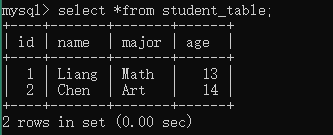 mysql> select *from student_table;
+----+-------+-------+------+
| id | name  | major | age  |
+----+-------+-------+------+
|  1 | Liang | Math  |   13 |
|  2 | Chen  | Art   |   14 |
+----+-------+-------+------+
2 rows in set (0.00 sec)